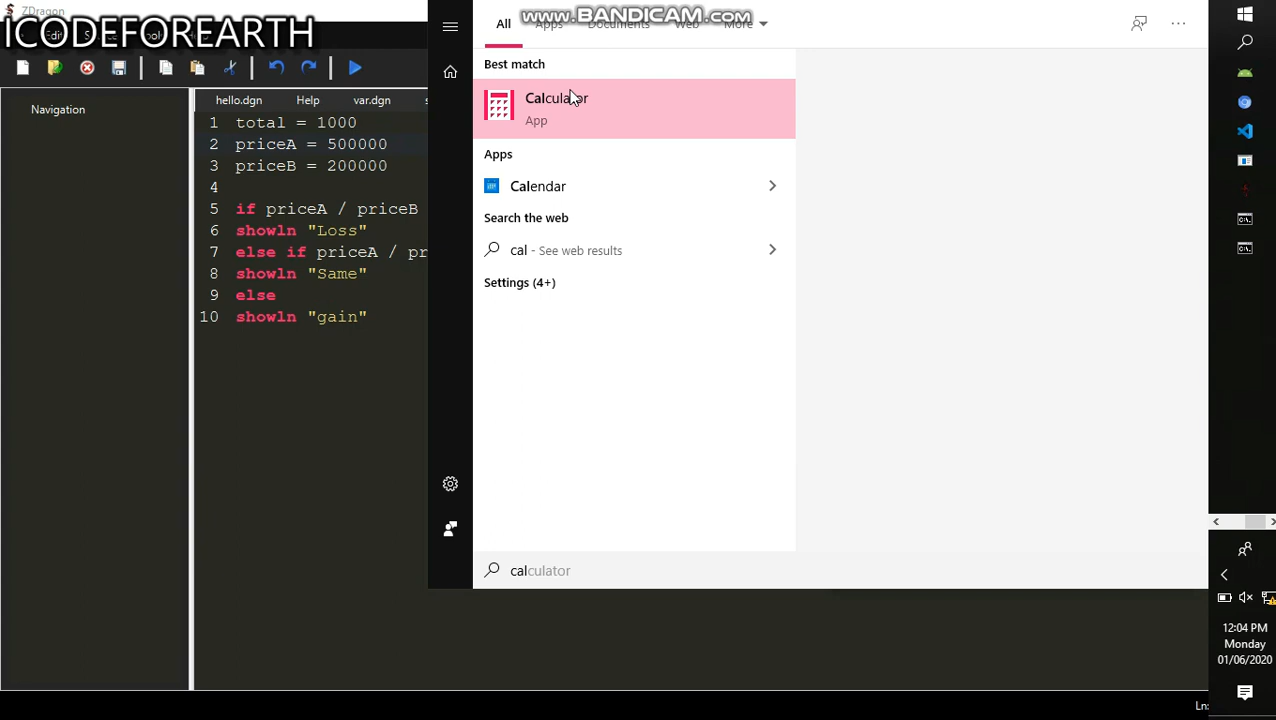 ZDragon
ICODEFOREARTH
www.BANDICAM.com
All Apps Documents Web More
Best match
Calculator
App
Apps
Calendar
Search the web
cal - See web results
Settings (4+)
calculator
Navigation
hello.dgn Help var.dgn
1 total = 1000
2 priceA = 500000
3 priceB = 200000
4
5 if priceA / priceB
6 showln "Loss"
7 else if priceA / pr
8 showln "Same"
9 else
10 showln "gain"
12:04 PM
Monday
01/06/2020
Ln: